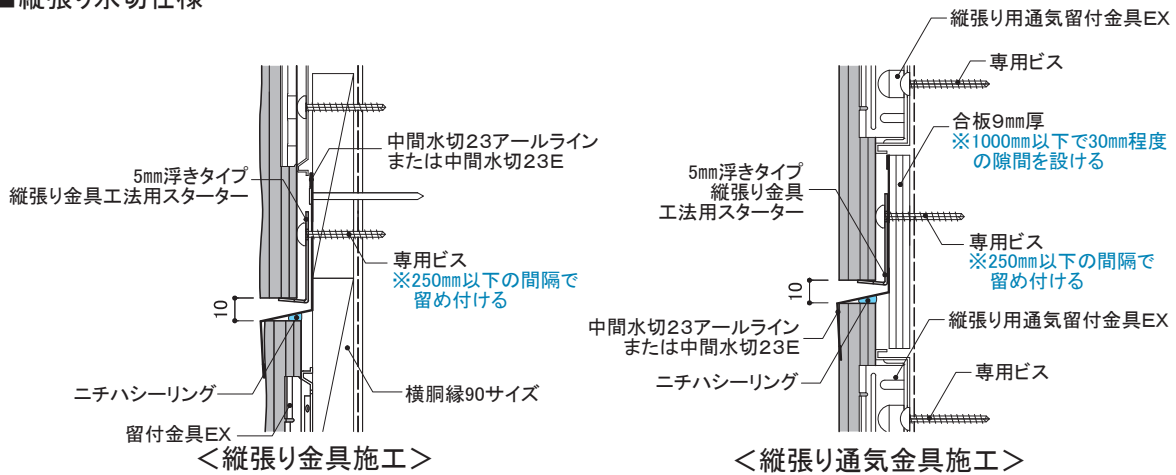 ■縦張り水切仕様
中間水切23アールライン
または中間水切23E
5㎜浮きタイプ
縦張り金具工法用スターター
専用ビス
※250㎜以下の間隔で
留め付ける
10
ニチハシーリング
横胴縁90サイズ
留付金具EX
＜縦張り金具施工＞
縦張り用通気留付金具EX
専用ビス
合板9㎜厚
※1000㎜以下で30㎜程度
の隙間を設ける
5㎜浮きタイプ
縦張り金具
工法用スターター
専用ビス
※250㎜以下の間隔で
留め付ける
10
中間水切23アールライン
または中間水切23E
縦張り用通気留付金具EX
ニチハシーリング
専用ビス
＜縦張り通気金具施工＞